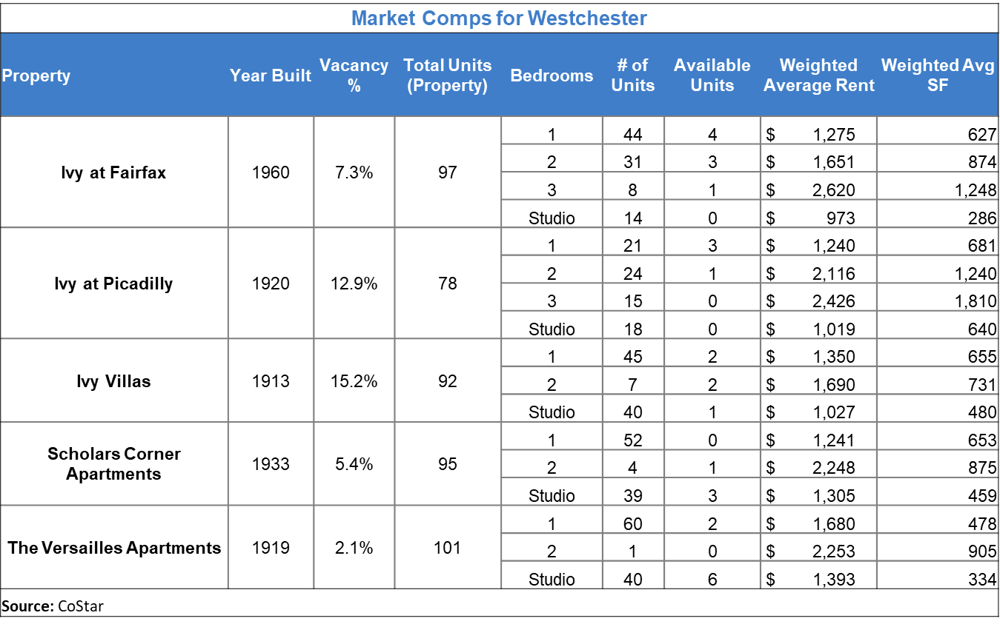 Market Comps for Westchester
Property Year Built Vacancy % Total Units (Property) Bedrooms # of Units Available Units Weighted Average Rent Weighted Avg SF
Ivy at Fairfax 1960 7.3% 97
1 44 4 $ 1,275 627
2 31 3 $ 1,651 874
3 8 1 $ 2,620 1,248
Studio 14 0 $ 973 286
Ivy at Picadilly 1920 12.9% 78
1 21 3 $ 1,240 681
2 24 1 $ 2,116 1,240
3 15 0 $ 2,426 1,810
Studio 18 0 $ 1,019 640
Ivy Villas 1913 15.2% 92
1 45 2 $ 1,350 655
2 7 2 $ 1,690 731
Studio 40 1 $ 1,027 480
Scholars Corner
Apartments 1933 5.4% 95
1 52 0 $ 1,241 653
2 4 1 $ 2,248 875
Studio 39 3 $ 1,305 459
The Versailles Apartments 1919 2.1% 101
1 60 2 $ 1,680 478
2 1 0 $ 2,253 905
Studio 40 6 $ 1,393 334
Source: CoStar